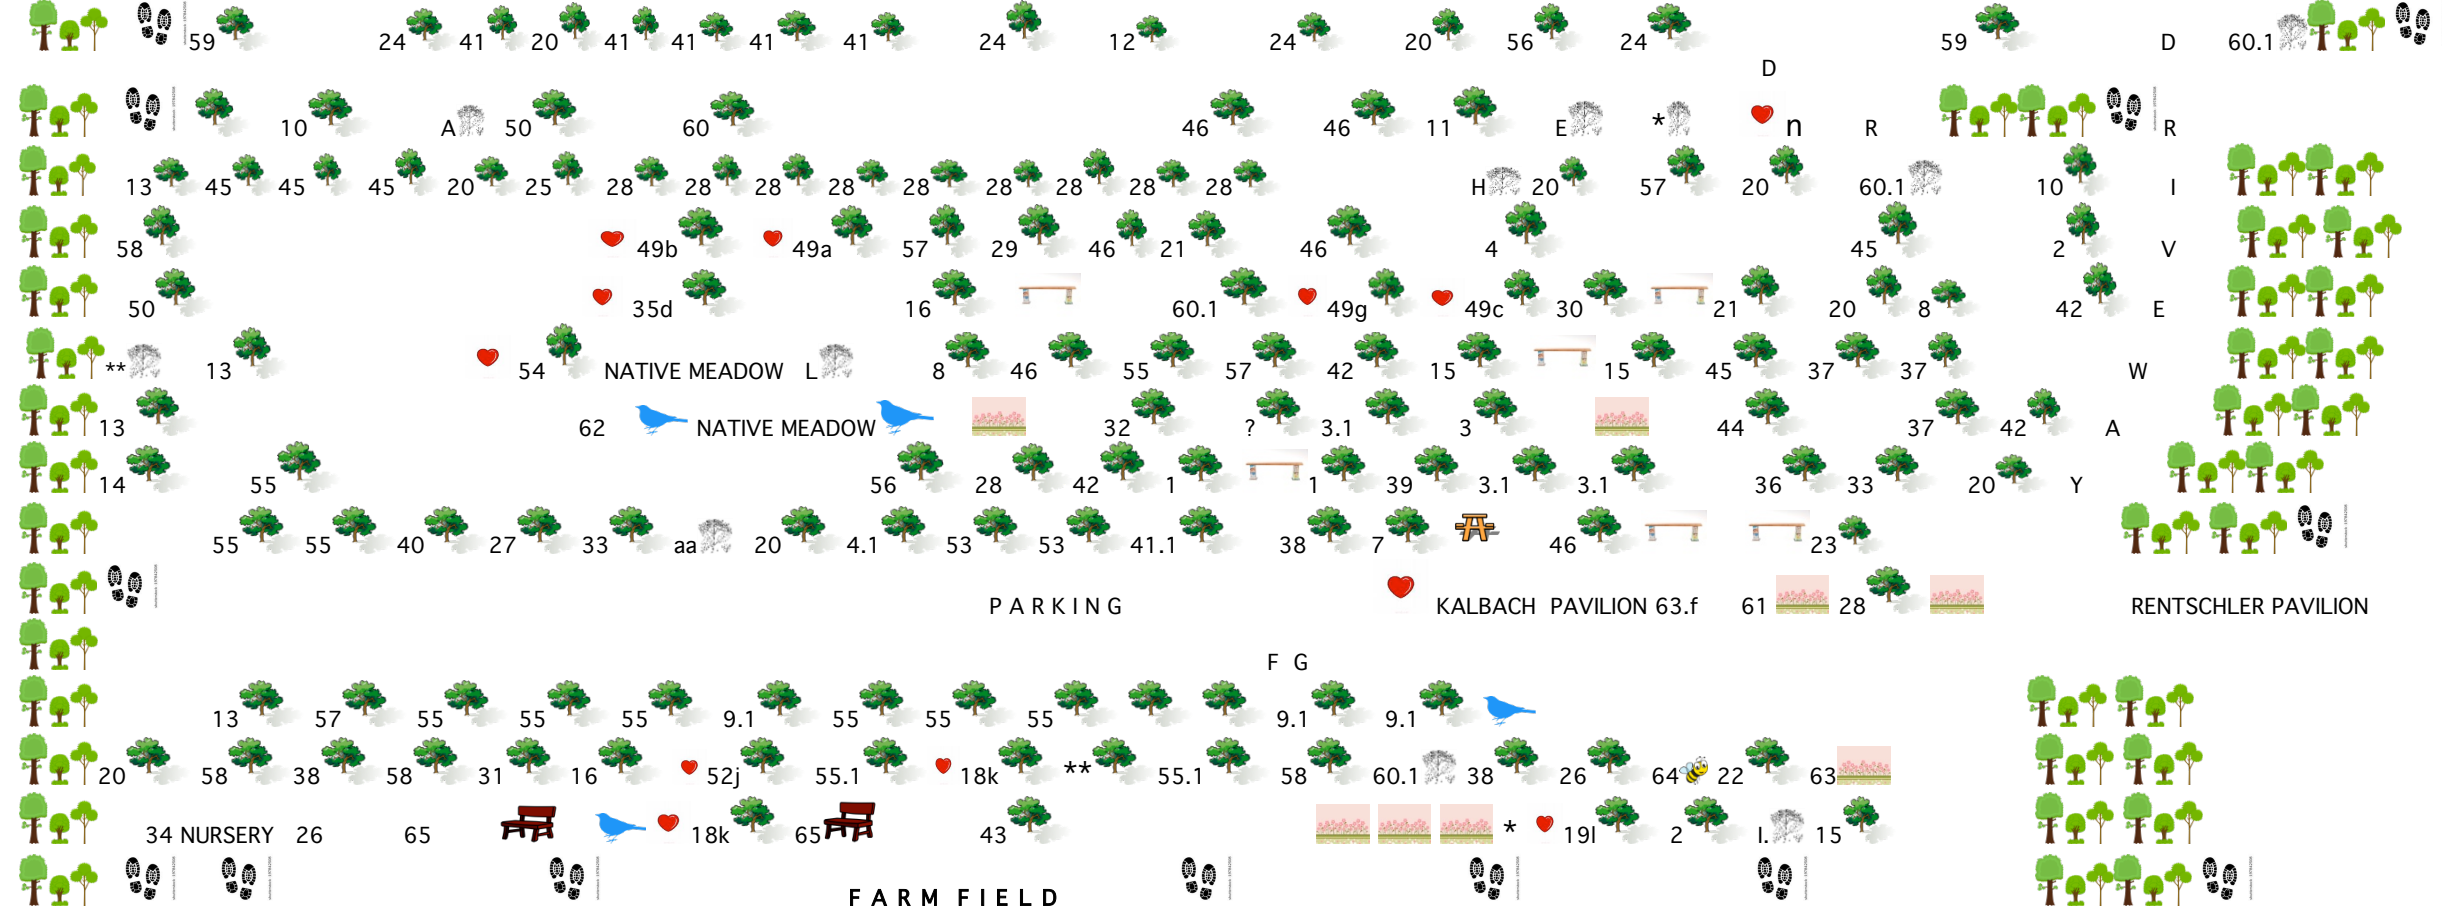 59 24 41 20 41 41 41 41 24 12 24 20 56 24 59 D 60.1
D
10 A 50 60 46 46 11 E * n R R
13 45 45 45 20 25 28 28 28 28 28 28 28 28 28 H 20 57 20 60.1 10 I
58 49b 49a 57 29 46 21 46 4 45 2 V
50 35d 16 60.1 49g 49c 30 21 20 8 42 E
** 13 54 NATIVE MEADOW L 8 46 55 57 42 15 15 45 37 37 W
13 62 NATIVE MEADOW 32 ? 3.1 3 44 37 42 A
14 55 56 28 42 1 1 39 3.1 3.1 36 33 20 Y
55 55 40 27 33 aa 20 4.1 53 53 41.1 38 7 46 23
P A R K I N G KALBACH PAVILION 63.f 61 28 RENTSCHLER PAVILION
F G
13 57 55 55 55 9.1 55 55 55 9.1 9.1
20 58 38 58 31 16 52j 55.1 18k ** 55.1 58 60.1 38 26 64 22 63
34 NURSERY 26 65 18k 65 43 * 19l 2 I. 15
F A R M F I E L D